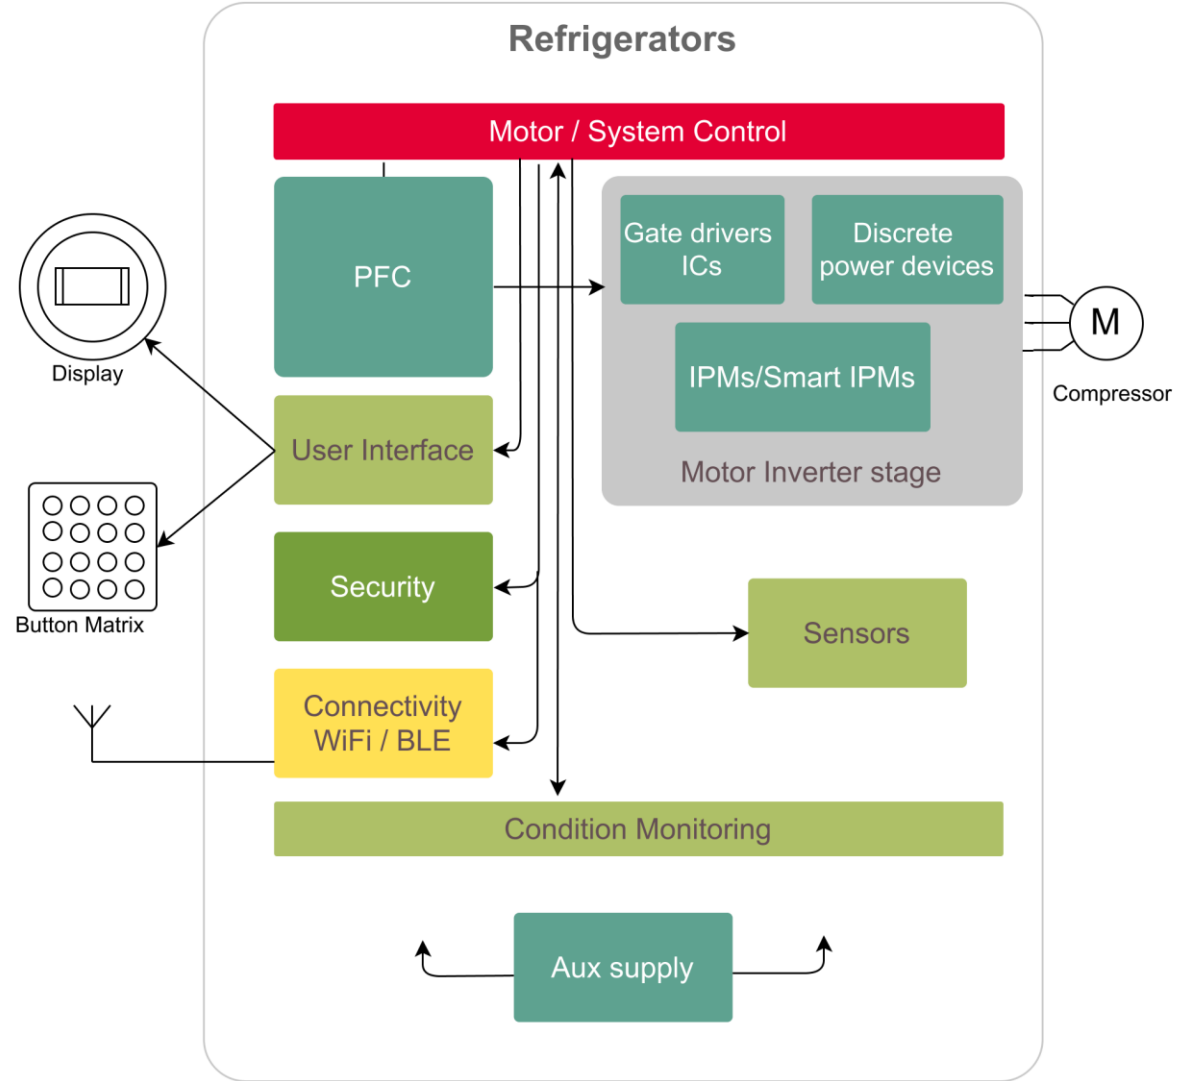 Refrigerators
Motor / System Control
PFC
Gate drivers
ICs
Discrete
power devices
IPMs/Smart IPMs
Motor Inverter stage
M
Compressor
Display
User Interface
Button Matrix
Security
Sensors
Connectivity
WiFi / BLE
Condition Monitoring
Aux supply